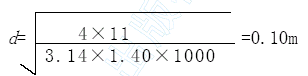 d= √(4×11 / 3.14×1.40×1000) =0.10m